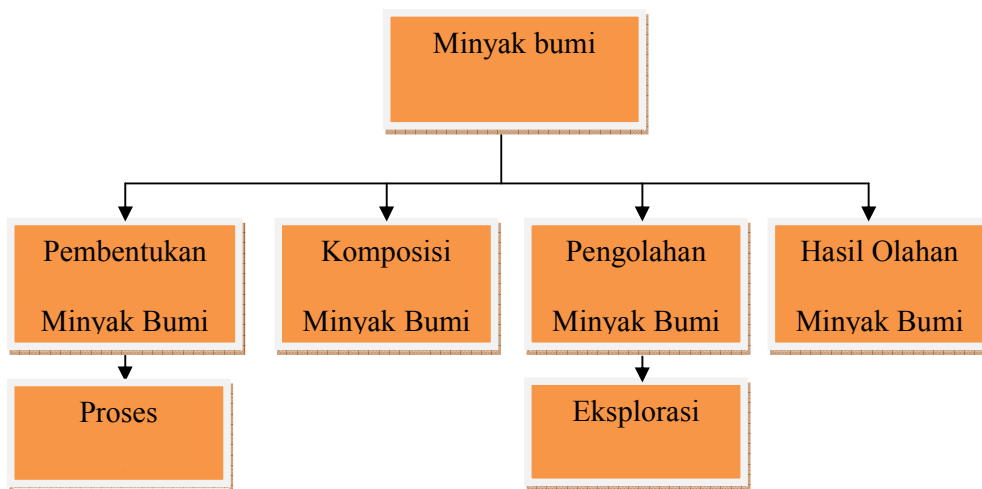 Minyak bumi
Pembentukan
Minyak Bumi
Komposisi
Minyak Bumi
Pengolahan
Minyak Bumi
Hasil Olahan
Minyak Bumi
Proses
Eksplorasi